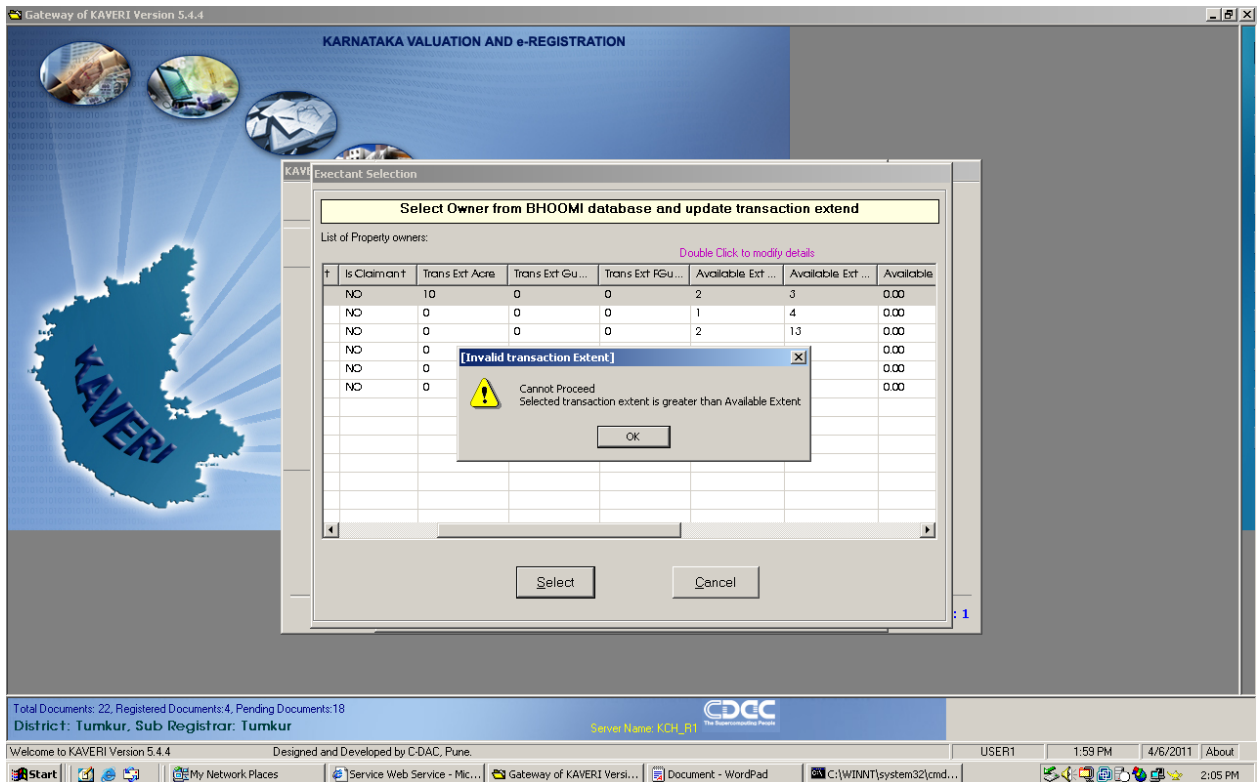 Gateway of KAVERI Version 5.4.4
KARNATAKA VALUATION AND e-REGISTRATION
KAVERI
KAVE
Exectant Selection
Select Owner from BHOOMI database and update transaction extend
List of Property owners:
Double Click to modify details
t Is Claimant Trans Ext Acre Trans Ext Gu... Trans Ext FGu... Available Ext ... Available Ext ... Available
NO 10 0 0 2 3 0.00
NO 0 0 0 1 4 0.00
NO 0 0 0 2 13 0.00
NO 0 0.00
NO 0 0.00
NO 0 0.00
[Invalid transaction Extent]
Cannot Proceed
Selected transaction extent is greater than Available Extent
OK
Select Cancel
: 1
Total Documents: 22, Registered Documents:4, Pending Documents:18
District: Tumkur, Sub Registrar: Tumkur
Server Name: KCH_R1
CDAC
The Supercomputing People
Welcome to KAVERI Version 5.4.4 Designed and Developed by C-DAC, Pune. USER1 1:59 PM 4/6/2011 About
Start My Network Places Service Web Service - Mic... Gateway of KAVERI Versi... Document - WordPad C:\WINNT\system32\cmd... 2:05 PM